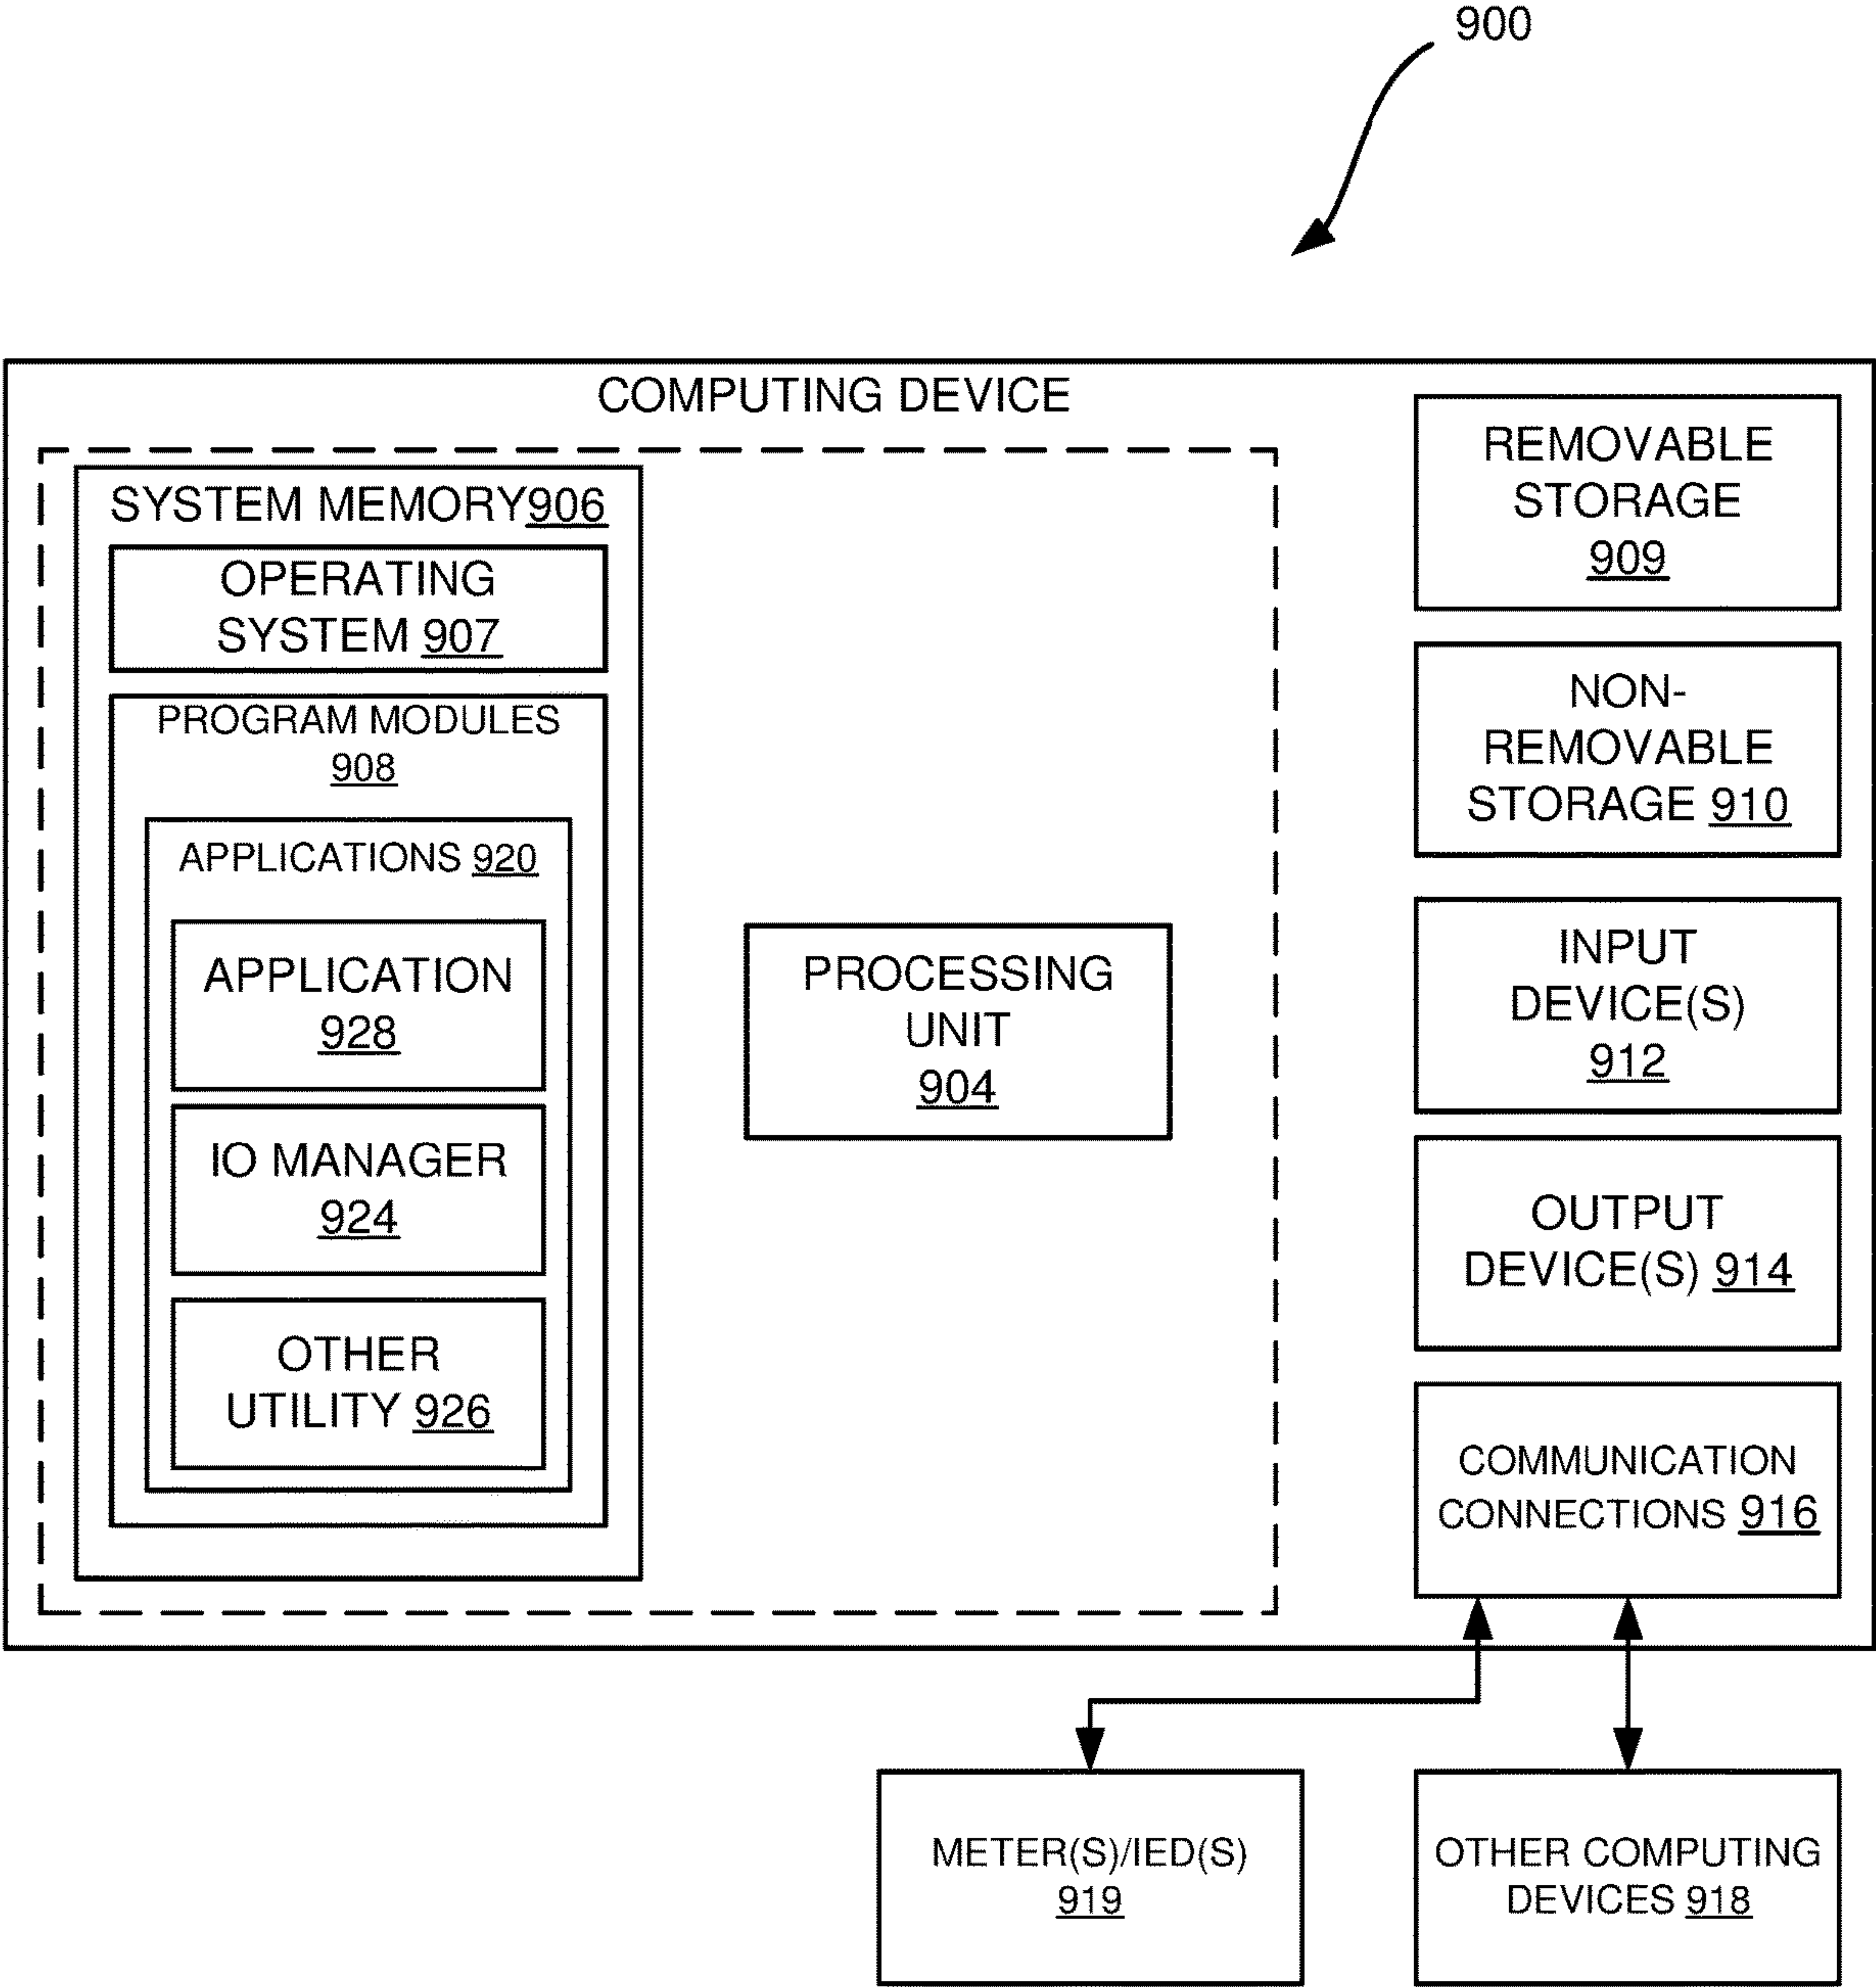 900
COMPUTING DEVICE
SYSTEM MEMORY906
OPERATING
SYSTEM 907
PROGRAM MODULES
908
APPLICATIONS 920
APPLICATION
928
IO MANAGER
924
OTHER
UTILITY 926
PROCESSING
UNIT
904
REMOVABLE
STORAGE
909
NON-
REMOVABLE
STORAGE 910
INPUT
DEVICE(S)
912
OUTPUT
DEVICE(S) 914
COMMUNICATION
CONNECTIONS 916
METER(S)/IED(S)
919
OTHER COMPUTING
DEVICES 918